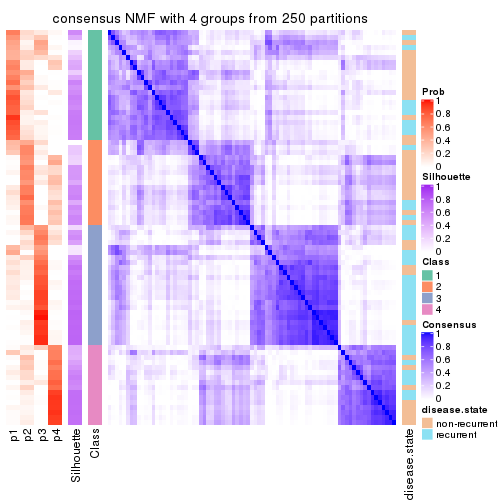 consensus NMF with 4 groups from 250 partitions
Prob
1
0.8
0.6
0.4
0.2
0
Silhouette
1
0.8
0.6
0.4
0.2
0
Class
1
2
3
4
Consensus
1
0.8
0.6
0.4
0.2
0
disease.state
non-recurrent
recurrent
p1
p2
p3
p4
Silhouette
Class
disease.state